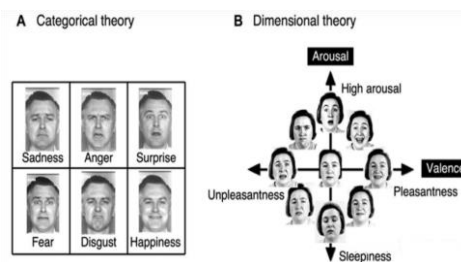 A Categorical theory
B Dimensional theory
Sadness
Anger
Surprise
Fear
Disgust
Happiness
Arousal
High arousal
Valence
Unpleasantness
Pleasantness
Sleepiness